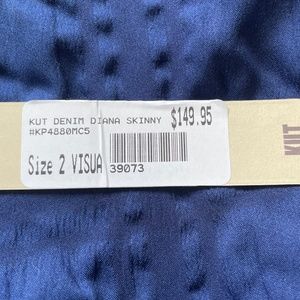 KUT DENIM DIANA SKINNY
#KP4880MC5
$149.95
Size 2 VISUA
39073
KUT